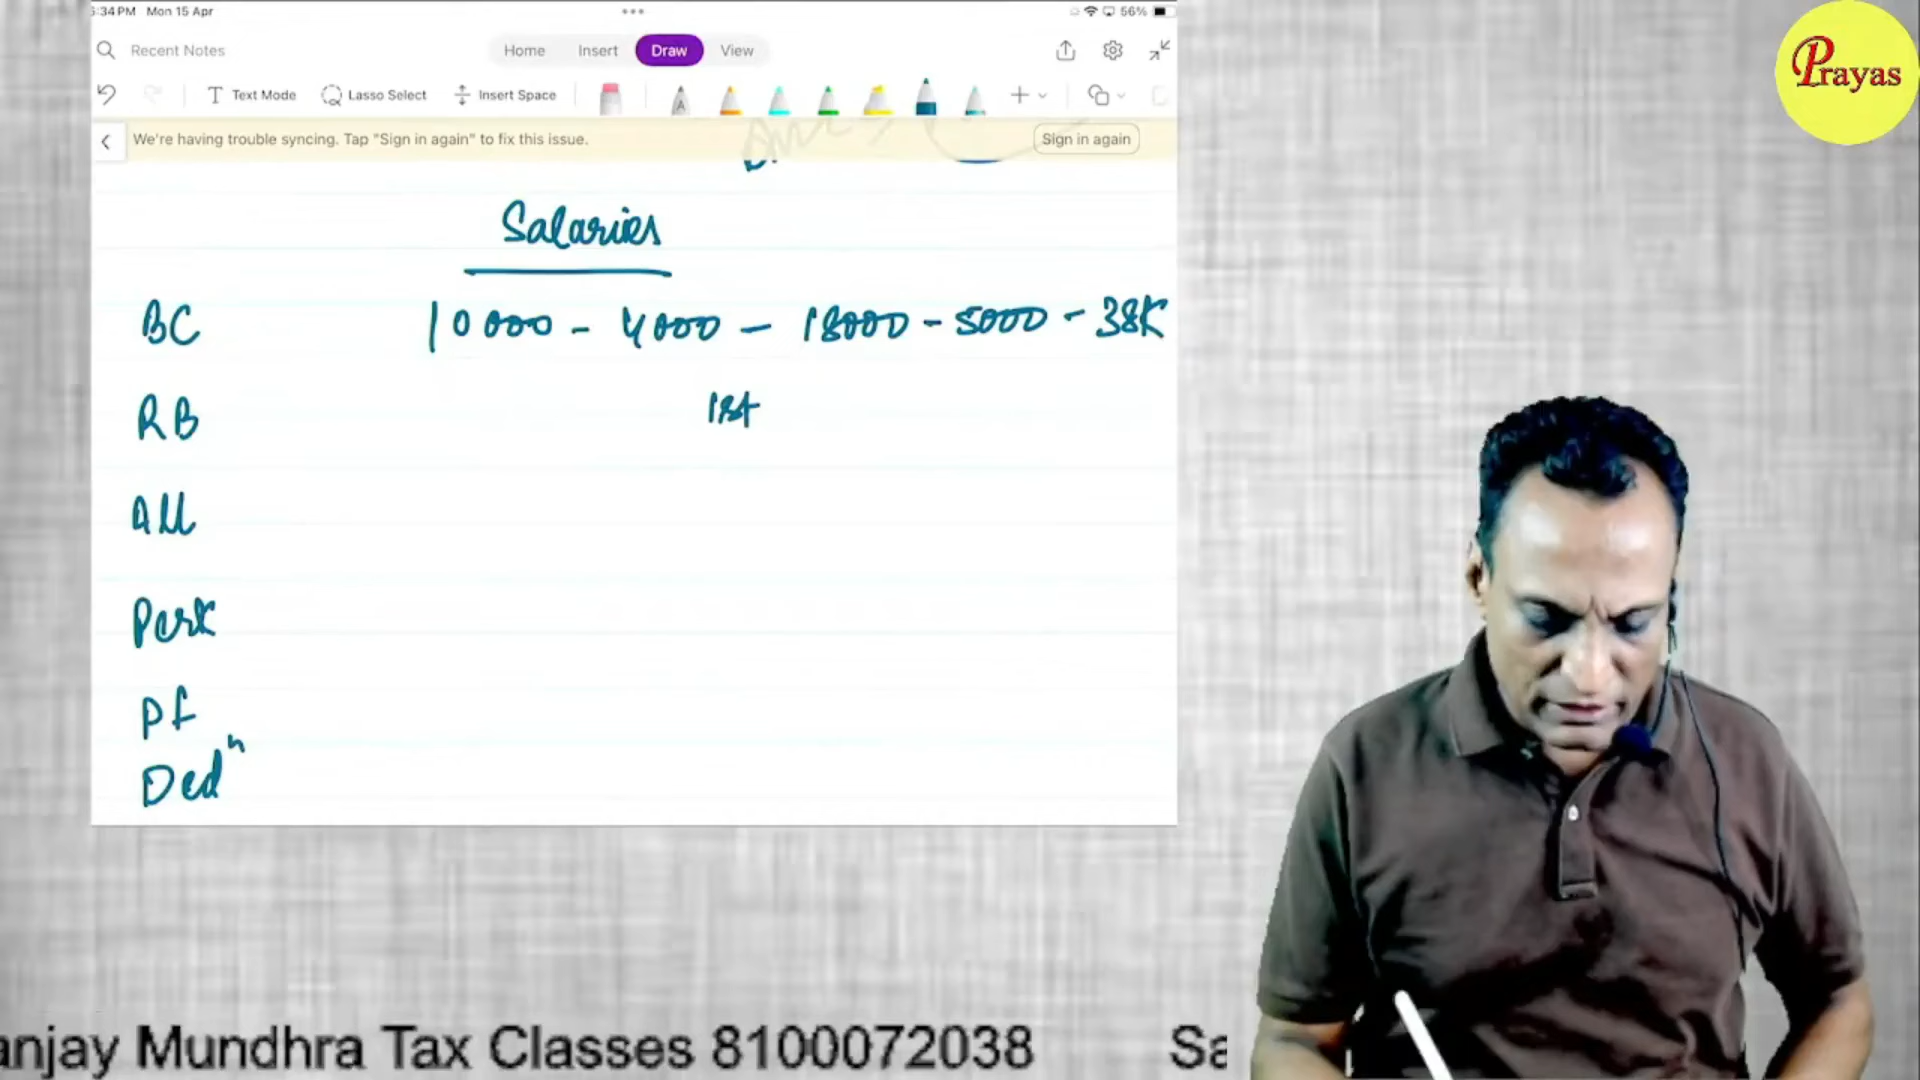 :34 PM Mon 15 Apr
56%
Prayas
Recent Notes
Home Insert Draw View
Text Mode Lasso Select Insert Space
We're having trouble syncing. Tap "Sign in again" to fix this issue.
Sign in again
Salaries
BC 10000 - 4000 - 18000 - 5000 - 38K
RB 1st
All
Perk
PF
Dedⁿ
anjay Mundhra Tax Classes 8100072038 Sa